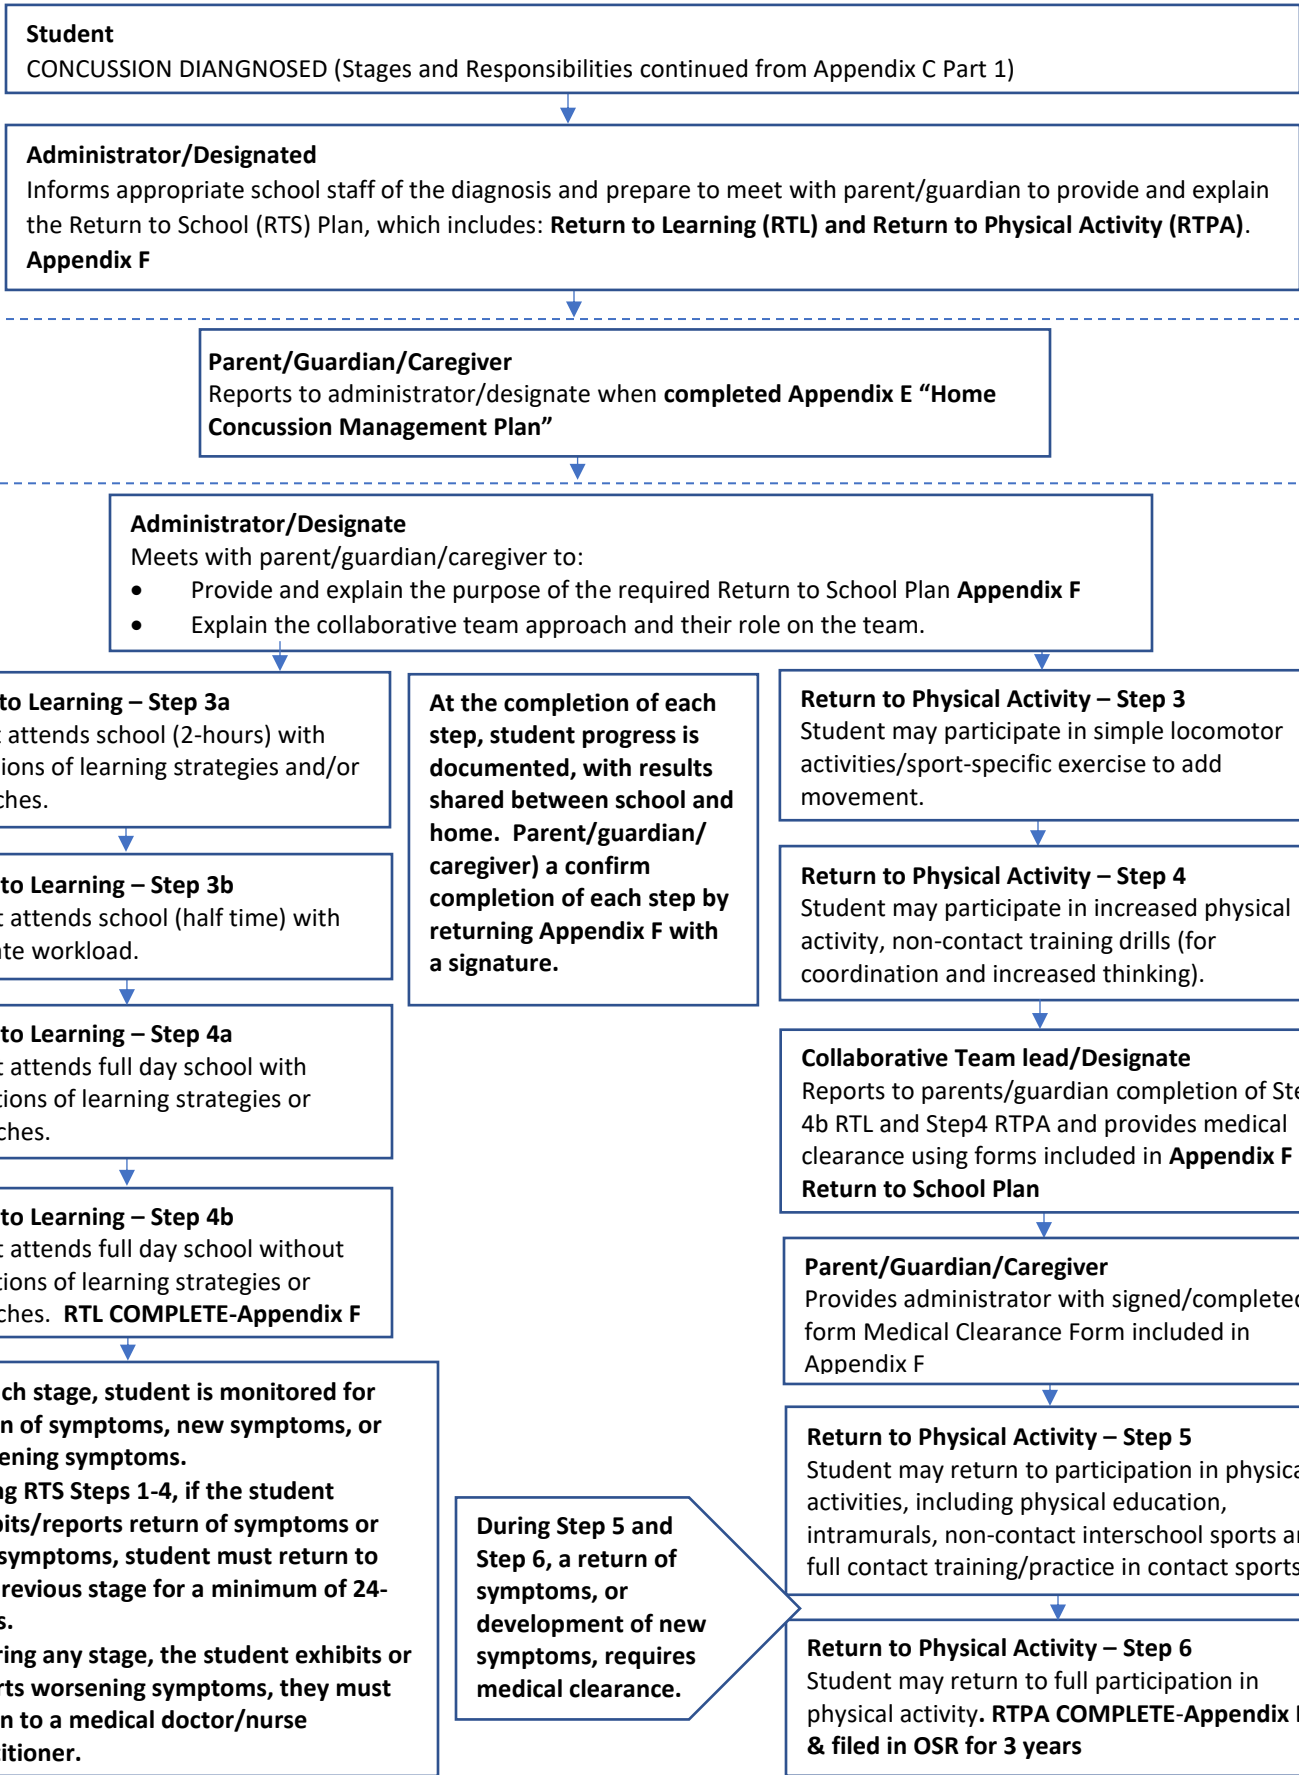 Student
CONCUSSION DIANGNOSED (Stages and Responsibilities continued from Appendix C Part 1)
Administrator/Designated
Informs appropriate school staff of the diagnosis and prepare to meet with parent/guardian to provide and explain
the Return to School (RTS) Plan, which includes: Return to Learning (RTL) and Return to Physical Activity (RTPA).
Appendix F
Parent/Guardian/Caregiver
Reports to administrator/designate when completed Appendix E “Home
Concussion Management Plan”
Administrator/Designate
Meets with parent/guardian/caregiver to:
• Provide and explain the purpose of the required Return to School Plan Appendix F
• Explain the collaborative team approach and their role on the team.
to Learning – Step 3a
attends school (2-hours) with
of learning strategies and/or
to Learning – Step 3b
attends school (half time) with
workload.
to Learning – Step 4a
attends full day school with
of learning strategies or
to Learning – Step 4b
attends full day school without
of learning strategies or
RTL COMPLETE-Appendix F
stage, student is monitored for
of symptoms, new symptoms, or
symptoms.
RTS Steps 1-4, if the student
return of symptoms or
symptoms, student must return to
stage for a minimum of 24-
any stage, the student exhibits or
worsening symptoms, they must
to a medical doctor/nurse
At the completion of each
step, student progress is
documented, with results
shared between school and
home. Parent/guardian/
caregiver) a confirm
completion of each step by
returning Appendix F with
a signature.
During Step 5 and
Step 6, a return of
symptoms, or
development of new
symptoms, requires
medical clearance.
Return to Physical Activity – Step 3
Student may participate in simple locomotor
activities/sport-specific exercise to add
movement.
Return to Physical Activity – Step 4
Student may participate in increased physical
activity, non-contact training drills (for
coordination and increased thinking).
Collaborative Team lead/Designate
Reports to parents/guardian completion of
4b RTL and Step4 RTPA and provides medical
clearance using forms included in Appendix F
Return to School Plan
Parent/Guardian/Caregiver
Provides administrator with signed/completed
form Medical Clearance Form included in
Appendix F
Return to Physical Activity – Step 5
Student may return to participation in
activities, including physical education,
intramurals, non-contact interschool sports
full contact training/practice in contact sports
Return to Physical Activity – Step 6
Student may return to full participation in
physical activity. RTPA COMPLETE-Appendix
& filed in OSR for 3 years